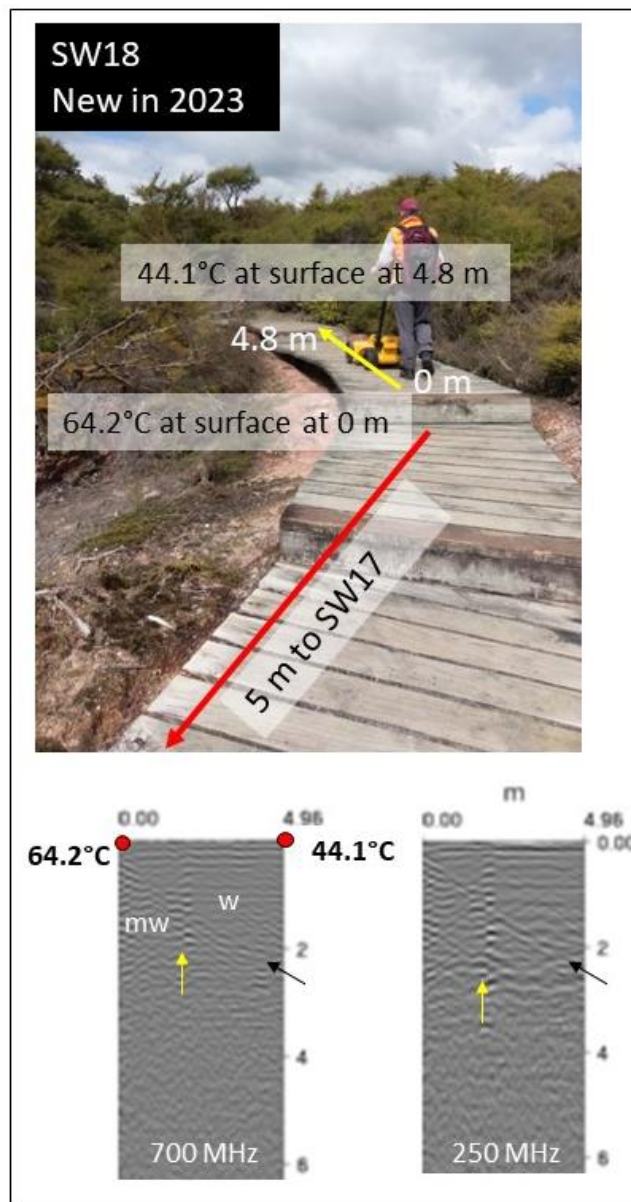 SW18
New in 2023
44.1°C at surface at 4.8 m
4.8 m
0 m
64.2°C at surface at 0 m
5 m to SW17
m
0.00 4.96 0.00 4.96
64.2°C 44.1°C 0.00
mw w
2 2
4 4
6 6
700 MHz 250 MHz